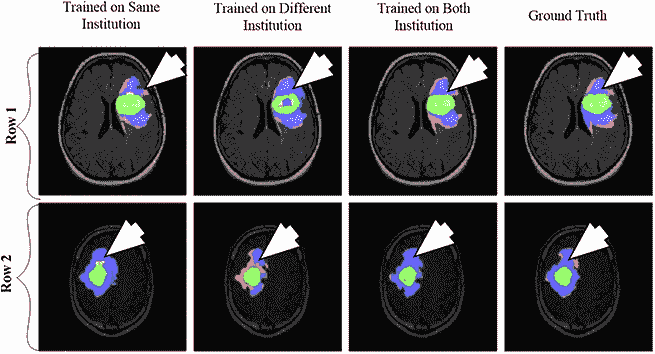 Trained on Same
Institution
Trained on Different
Institution
Trained on Both
Institution
Ground Truth
Row 1
Row 2